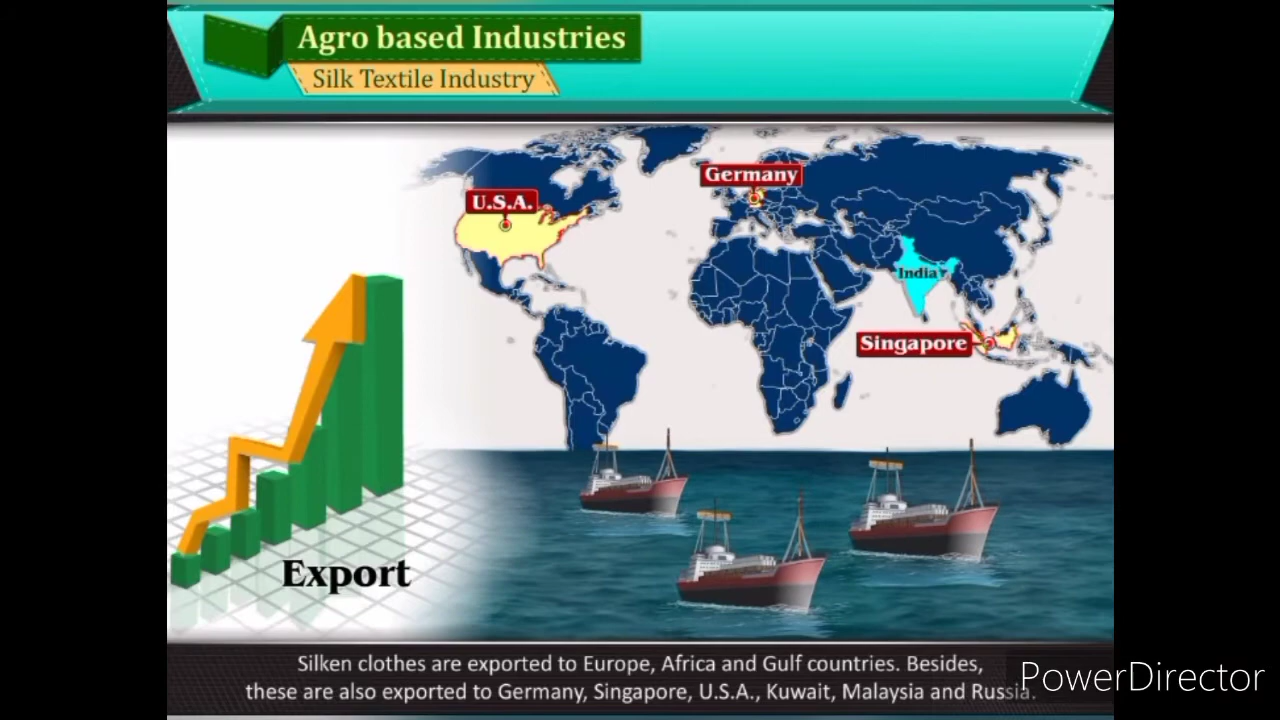 Agro based Industries
Silk Textile Industry
Germany
U.S.A.
India
Singapore
Export
Silken clothes are exported to Europe, Africa and Gulf countries. Besides,
these are also exported to Germany, Singapore, U.S.A., Kuwait, Malaysia and Russia.
PowerDirector